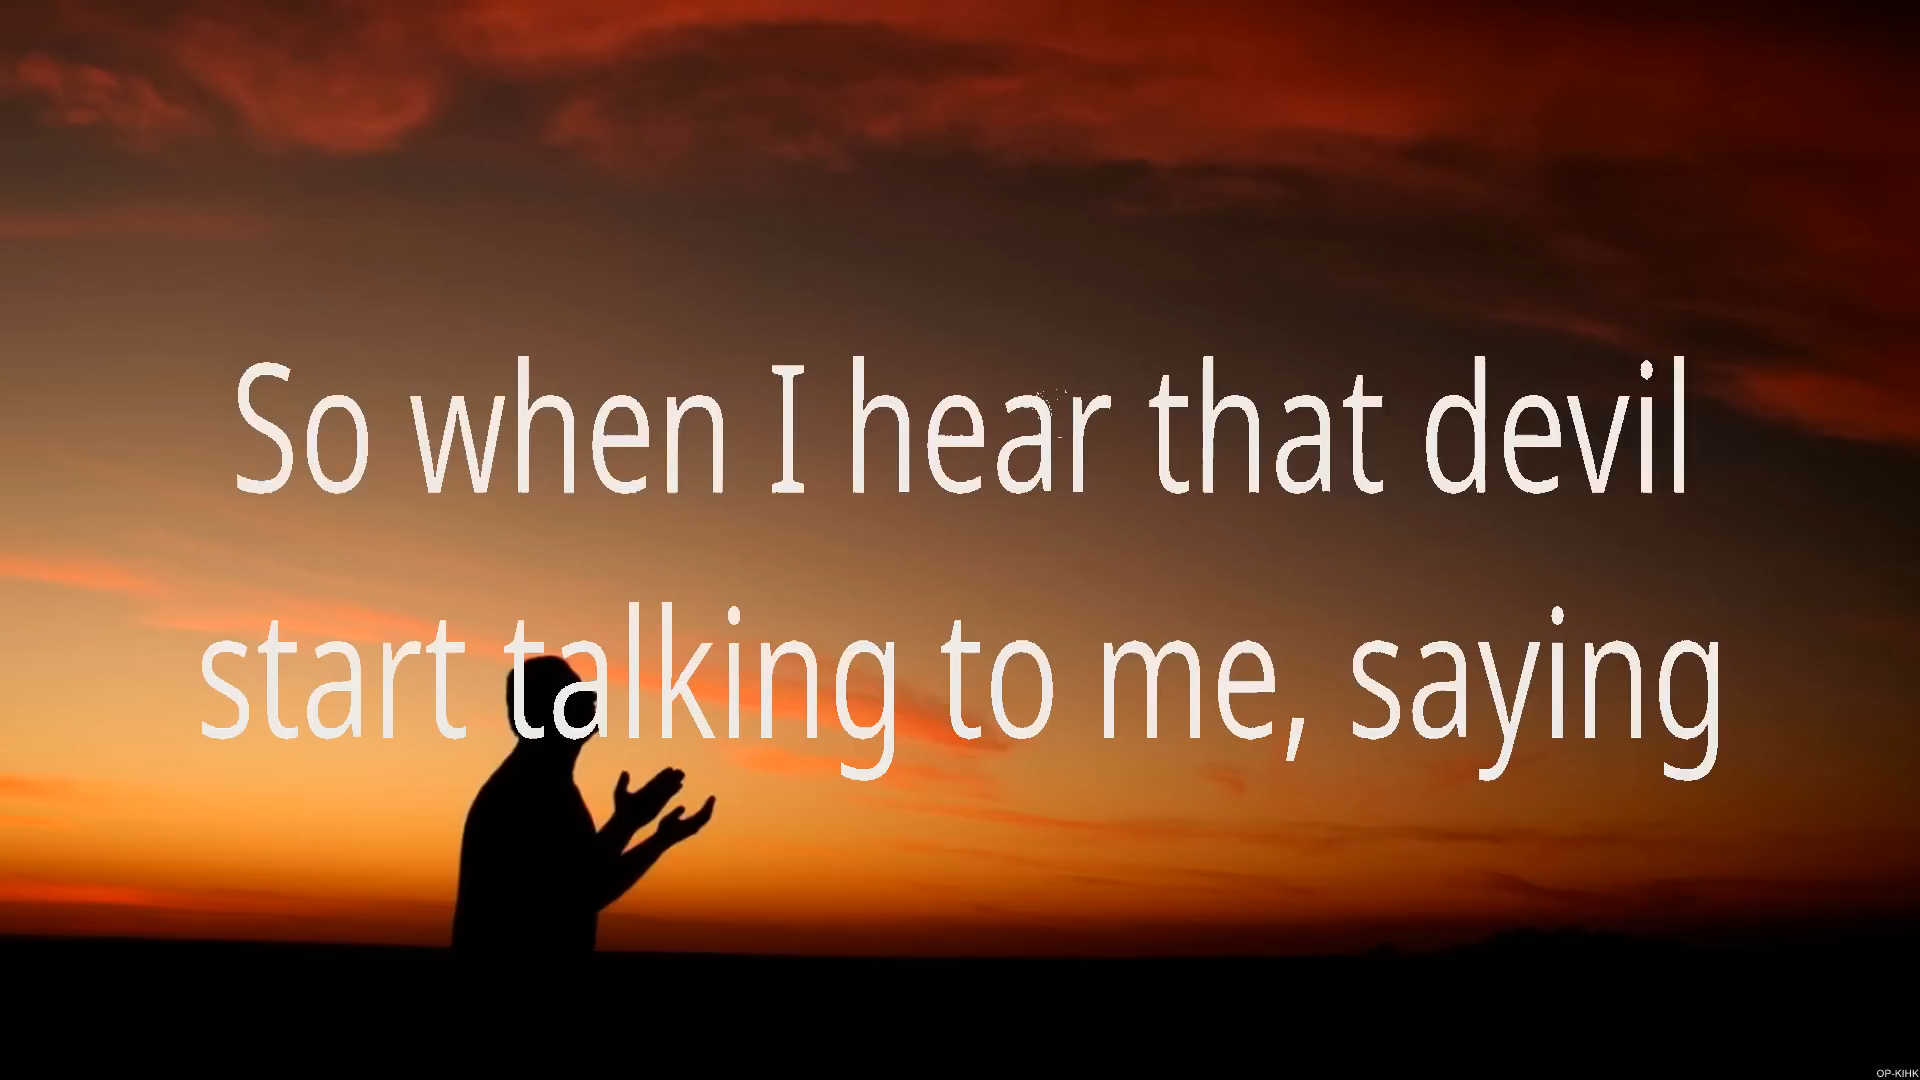 So when I hear that devil
start talking to me, saying
OP-KIHK